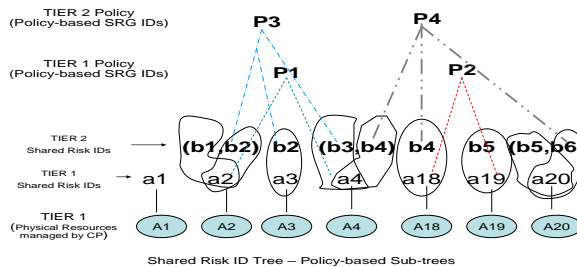 TIER 2 Policy
(Policy-based SRG IDs)
P3
P4
TIER 1 Policy
(Policy-based SRG IDs)
P1
P2
TIER 2
Shared Risk IDs
(b1,b2) b2 (b3,b4) b4 b5 (b5,b6
TIER 1
Shared Risk IDs
a1 a2 a3 a4 a18 a19 a20
TIER 1
(Physical Resources
managed by CP)
A1 A2 A3 A4 A18 A19 A20
Shared Risk ID Tree – Policy-based Sub-trees